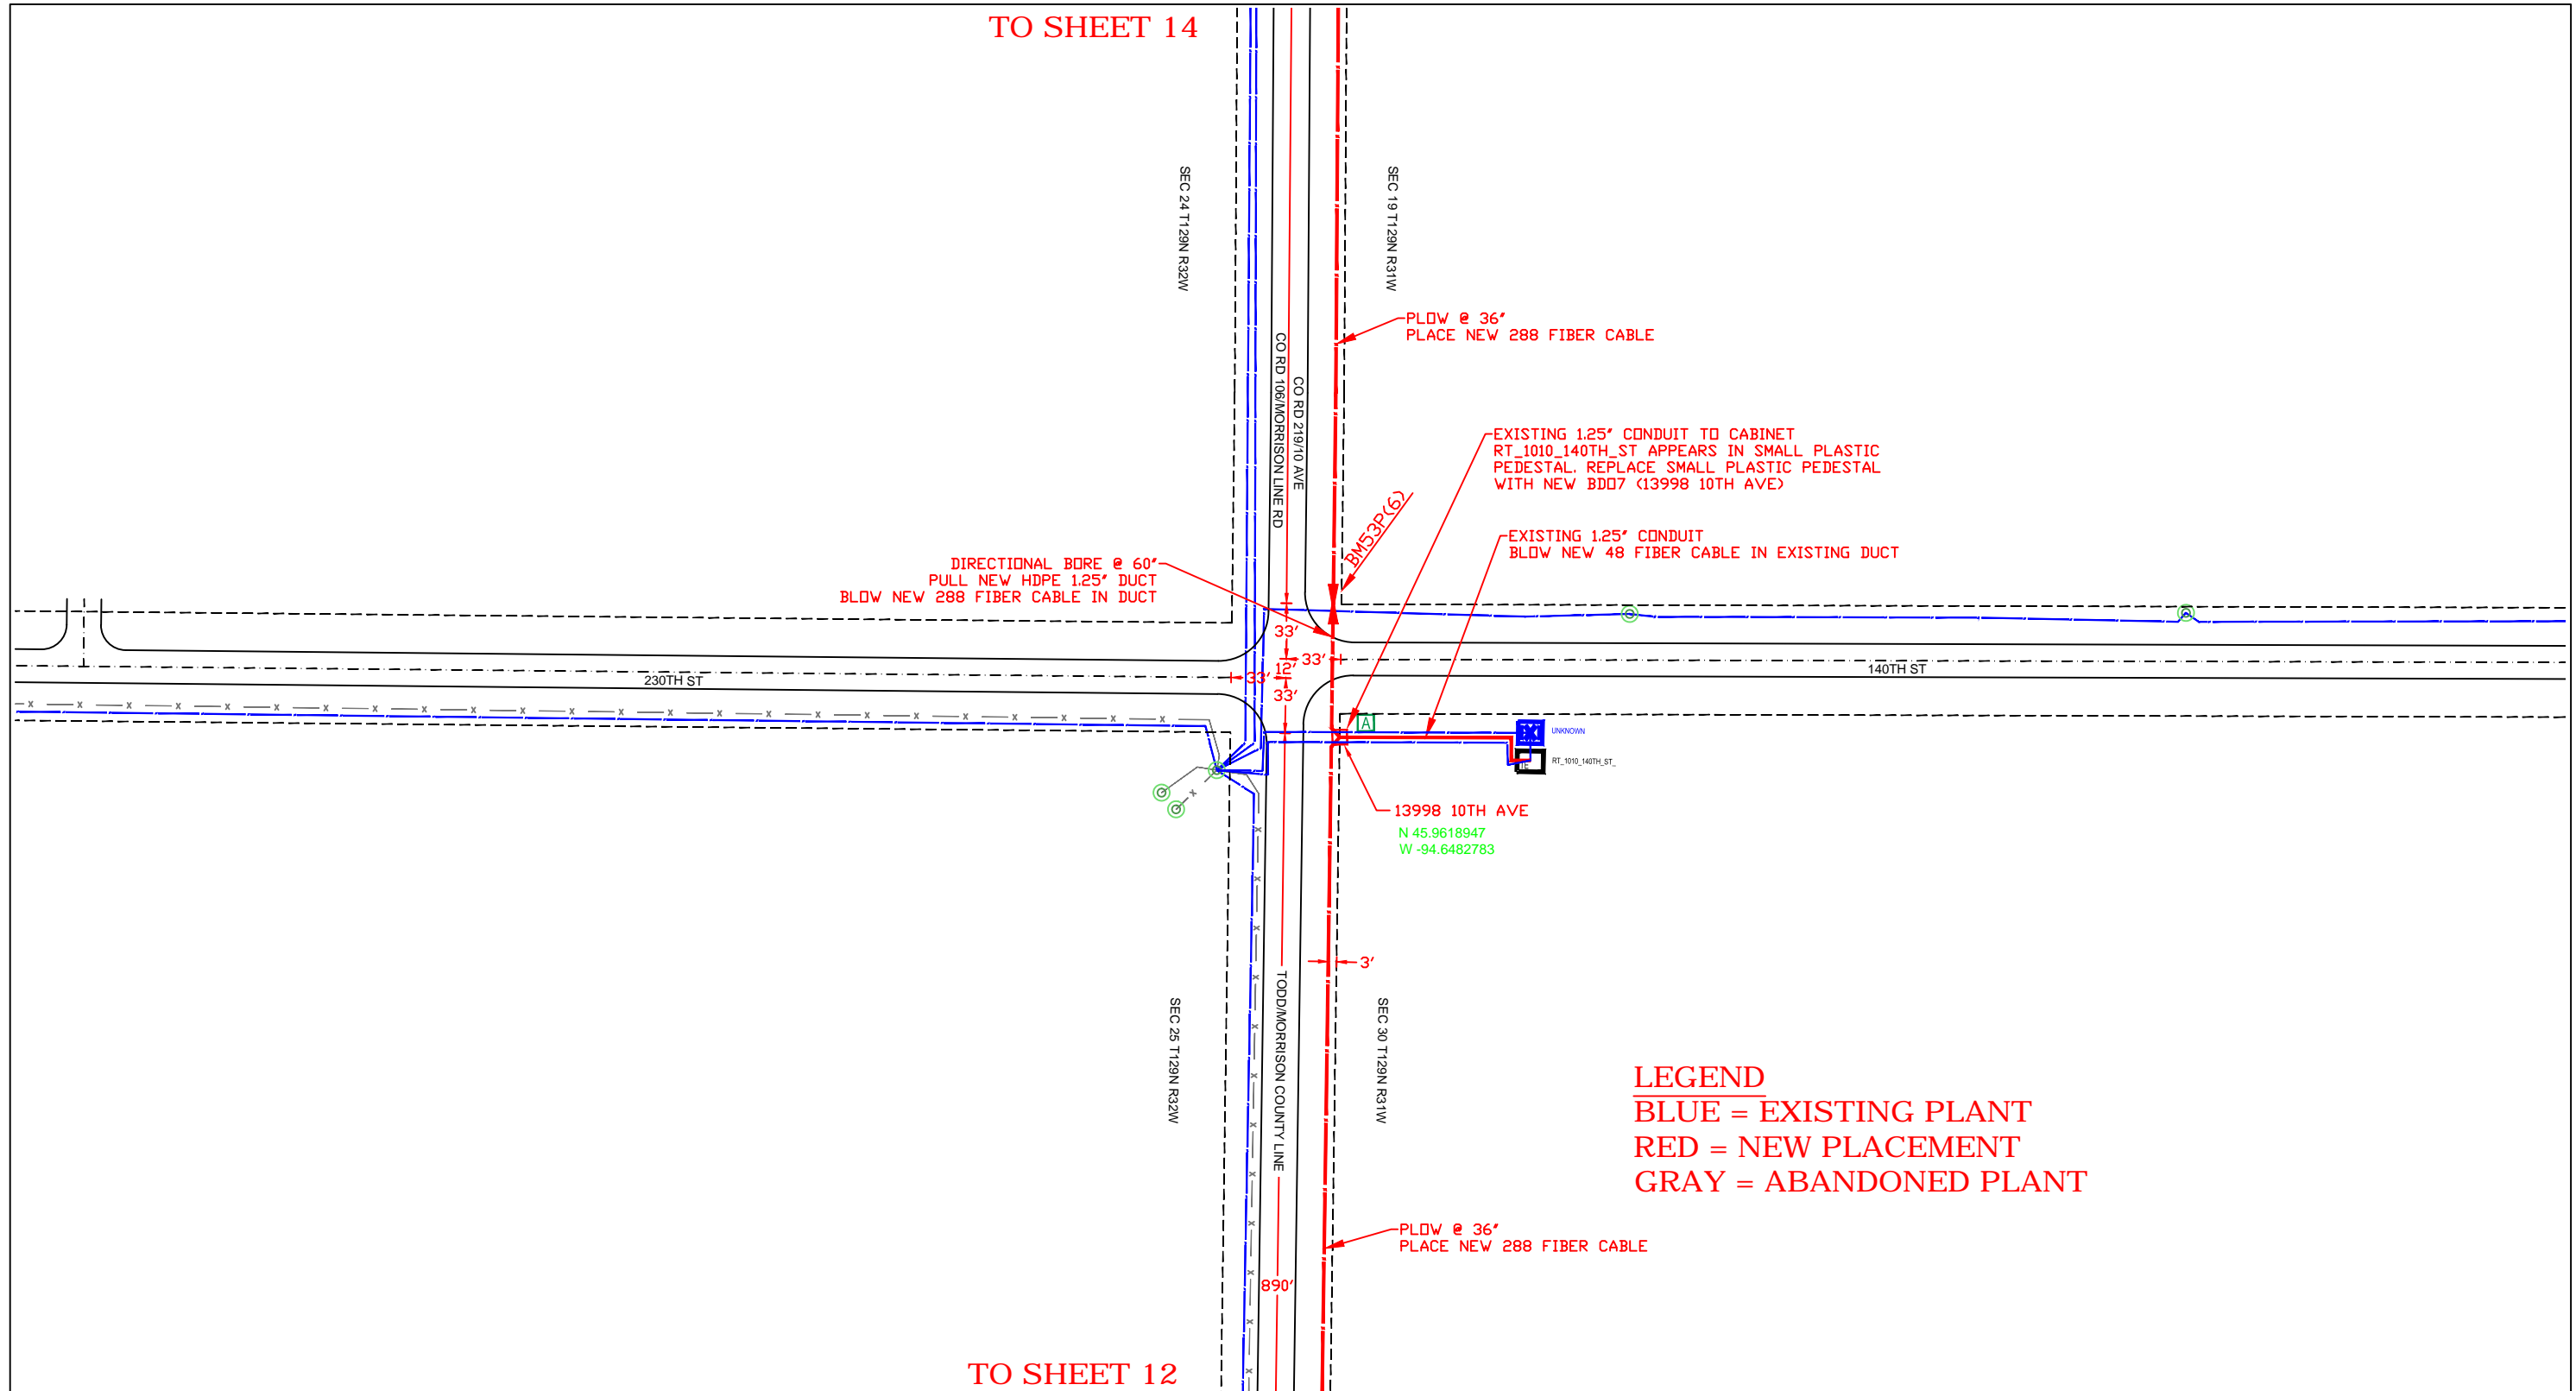 TO SHEET 14
SEC 24 T129N R32W
SEC 19 T129N R31W
CO RD 106/MORRISON LINE RD
CO RD 219/10 AVE
PLOW @ 36"
PLACE NEW 288 FIBER CABLE
EXISTING 1.25" CONDUIT TO CABINET
RT_1010_140TH_ST APPEARS IN SMALL PLASTIC
PEDESTAL. REPLACE SMALL PLASTIC PEDESTAL
WITH NEW BDO7 (13998 10TH AVE)
BM53P(6)
EXISTING 1.25" CONDUIT
BLOW NEW 48 FIBER CABLE IN EXISTING DUCT
DIRECTIONAL BORE @ 60"
PULL NEW HDPE 1.25" DUCT
BLOW NEW 288 FIBER CABLE IN DUCT
33'
33'
12'
33'
33'
230TH ST
140TH ST
A
UNKNOWN
RT_1010_140TH_ST_
13998 10TH AVE
N 45.9618947
W -94.6482783
3'
SEC 25 T129N R32W
TODD/MORRISON COUNTY LINE
SEC 30 T129N R31W
LEGEND
BLUE = EXISTING PLANT
RED = NEW PLACEMENT
GRAY = ABANDONED PLANT
PLOW @ 36"
PLACE NEW 288 FIBER CABLE
890'
TO SHEET 12